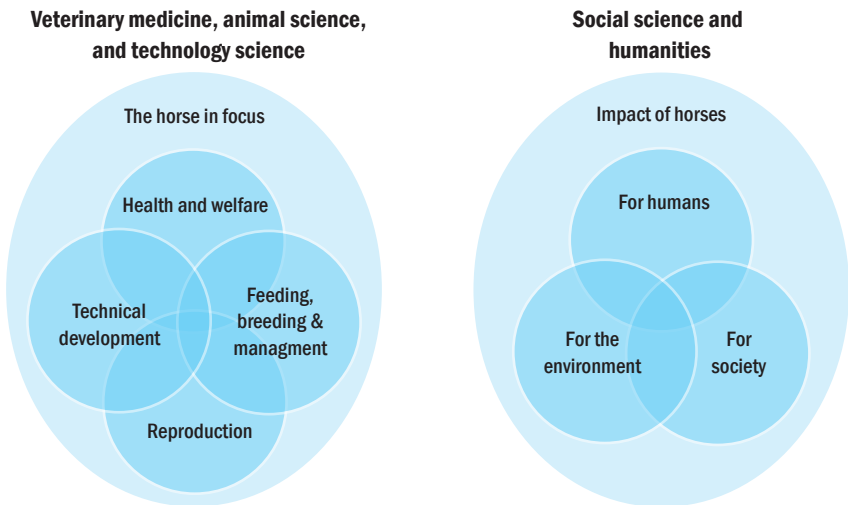 Veterinary medicine, animal science,
and technology science
The horse in focus
Health and welfare
Technical
development
Feeding,
breeding &
managment
Reproduction
Social science and
humanities
Impact of horses
For humans
For the
environment
For
society